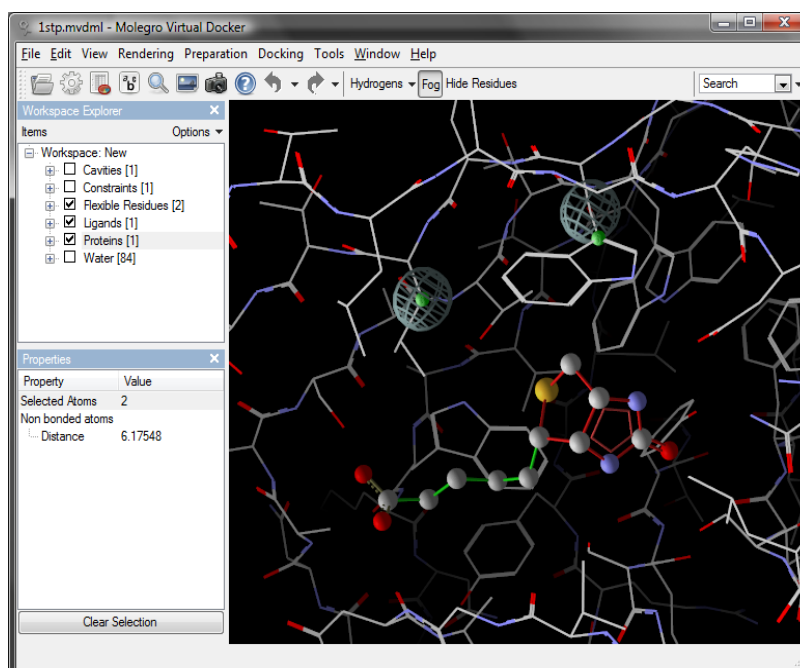 1stp.mvdml - Molegro Virtual Docker
File Edit View Rendering Preparation Docking Tools Window Help
Hydrogens Fog Hide Residues Search
Workspace Explorer
Items Options
Workspace: New
Cavities [1]
Constraints [1]
Flexible Residues [2]
Ligands [1]
Proteins [1]
Water [84]
Properties
Property Value
Selected Atoms 2
Non bonded atoms
Distance 6.17548
Clear Selection